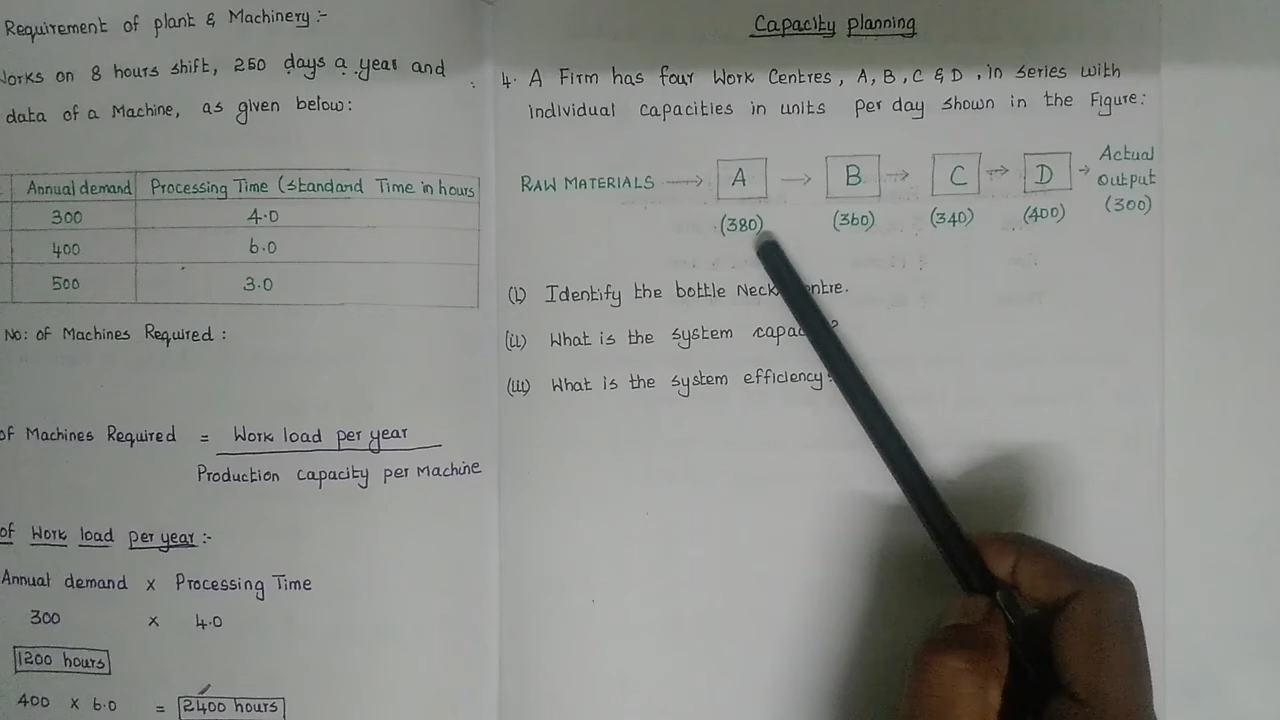 Requirement of plant & Machinery :-
Works on 8 hours shift, 250 days a year and
data of a Machine, as given below:
Annual demand Processing Time (Standard Time in hours
300 4.0
400 6.0
500 3.0
No: of Machines Required :
of Machines Required = Work load per year
Production capacity per Machine
of Work load per year :-
Annual demand x Processing Time
300 x 4.0
1200 hours
400 x 6.0 = 2400 hours
Capacity planning
4. A Firm has four Work Centres, A, B, C & D, in series with
individual capacities in units per day shown in the Figure:
RAW MATERIALS → A → B → C → D → Actual output (300)
(380) (360) (340) (400)
(i) Identify the bottle Neck
(ii) What is the system
(iii) What is the system efficiency